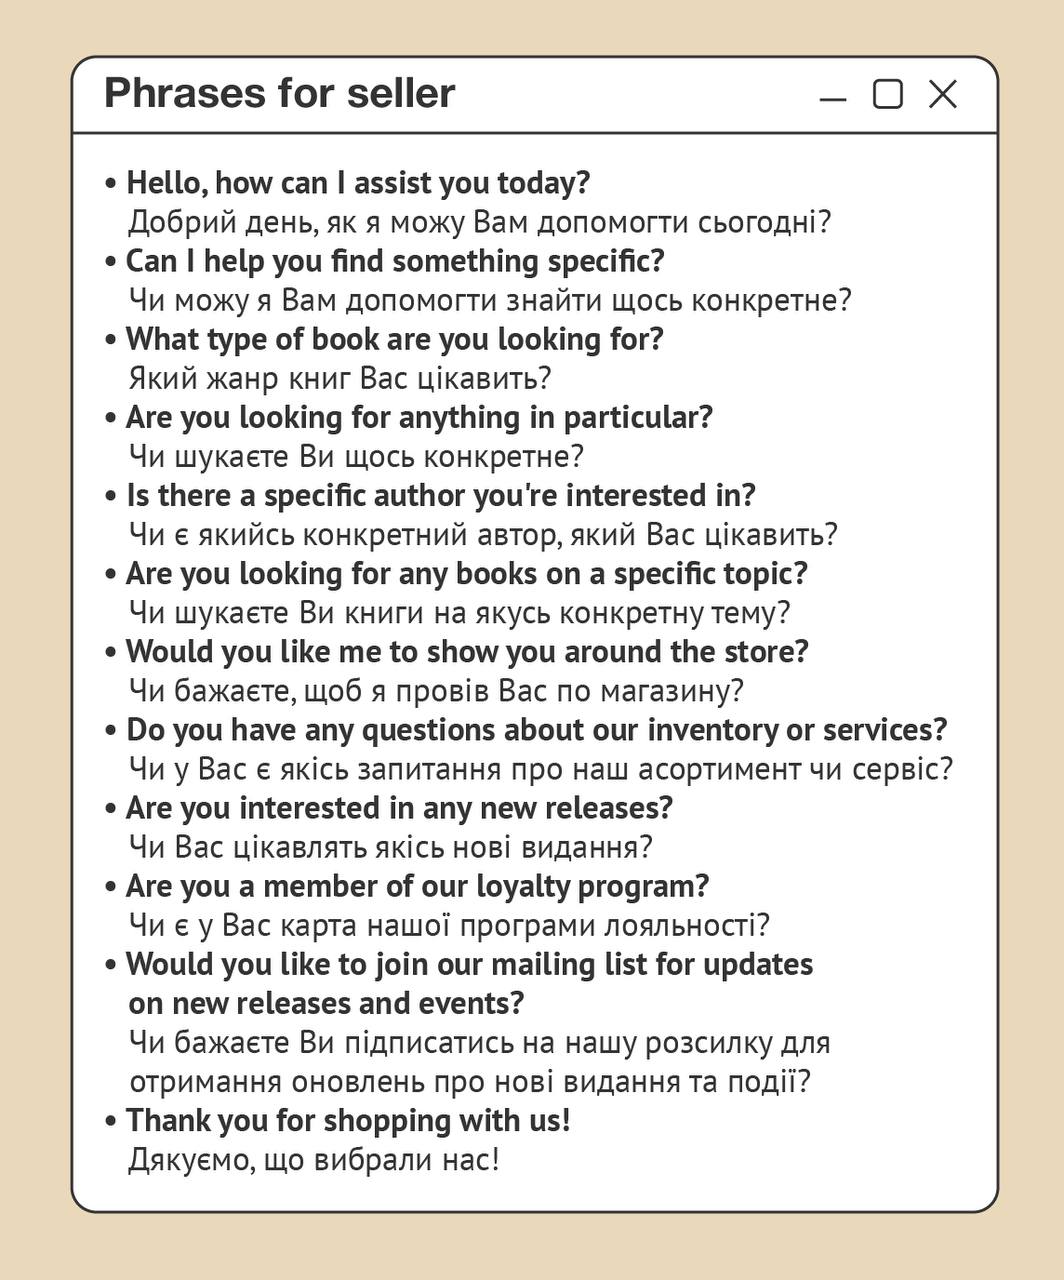 Phrases for seller
• Hello, how can I assist you today?
Добрий день, як я можу Вам допомогти сьогодні?
• Can I help you find something specific?
Чи можу я Вам допомогти знайти щось конкретне?
• What type of book are you looking for?
Який жанр книг Вас цікавить?
• Are you looking for anything in particular?
Чи шукаєте Ви щось конкретне?
• Is there a specific author you're interested in?
Чи є якийсь конкретний автор, який Вас цікавить?
• Are you looking for any books on a specific topic?
Чи шукаєте Ви книги на якусь конкретну тему?
• Would you like me to show you around the store?
Чи бажаєте, щоб я провів Вас по магазину?
• Do you have any questions about our inventory or services?
Чи у Вас є якісь запитання про наш асортимент чи сервіс?
• Are you interested in any new releases?
Чи Вас цікавлять якісь нові видання?
• Are you a member of our loyalty program?
Чи є у Вас карта нашої програми лояльності?
• Would you like to join our mailing list for updates
on new releases and events?
Чи бажаєте Ви підписатись на нашу розсилку для
отримання оновлень про нові видання та події?
• Thank you for shopping with us!
Дякуємо, що вибрали нас!